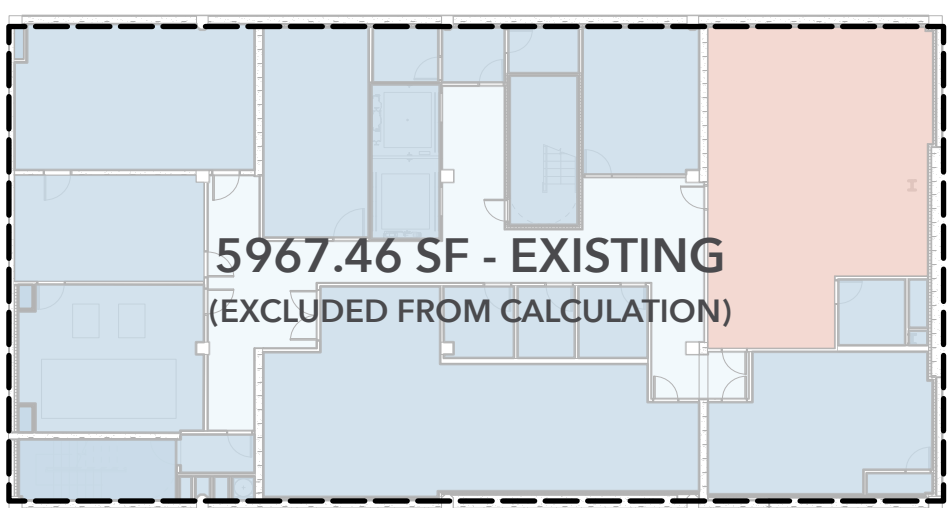 5967.46 SF - EXISTING
(EXCLUDED FROM CALCULATION)